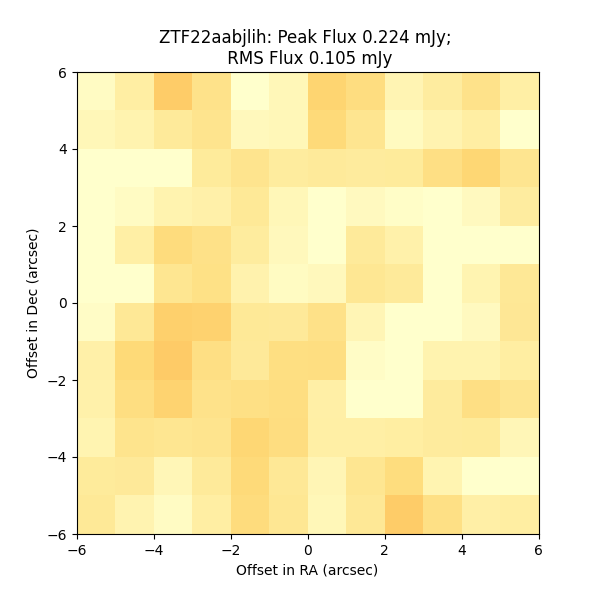 ZTF22aabjlih: Peak Flux 0.224 mJy;
RMS Flux 0.105 mJy
6
4
2
0
−2
−4
−6
Offset in Dec (arcsec)
−6 −4 −2 0 2 4 6
Offset in RA (arcsec)